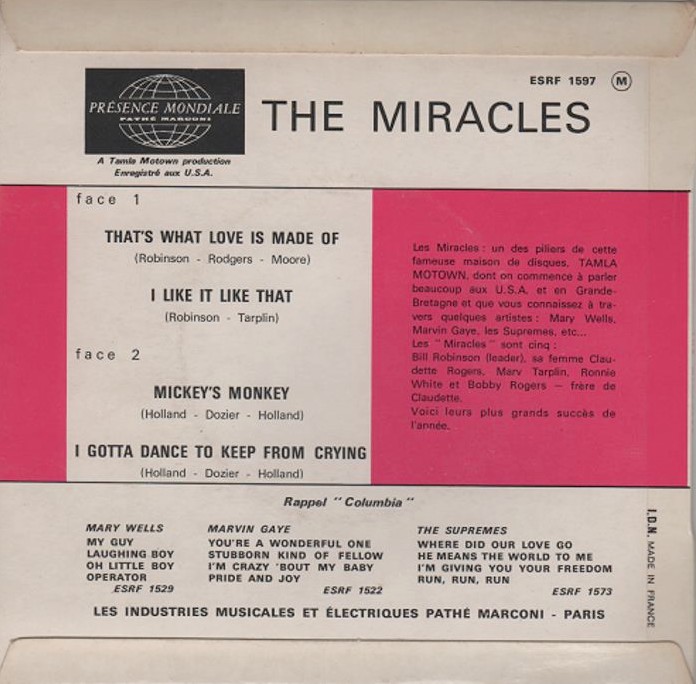 ESRF 1597 M
PRÉSENCE MONDIALE
PATHÉ MARCONI
THE MIRACLES
A Tamla Motown production
Enregistré aux U.S.A.
face 1
THAT'S WHAT LOVE IS MADE OF
(Robinson - Rodgers - Moore)
I LIKE IT LIKE THAT
(Robinson - Tarplin)
face 2
MICKEY'S MONKEY
(Holland - Dozier - Holland)
I GOTTA DANCE TO KEEP FROM CRYING
(Holland - Dozier - Holland)
Les Miracles : un des piliers de cette
fameuse maison de disques, TAMLA
MOTOWN, dont on commence à parler
beaucoup aux U.S.A. et en Grande-
Bretagne et que vous connaissez à tra-
vers quelques artistes : Mary Wells,
Marvin Gaye, les Supremes, etc...
Les " Miracles " sont cinq :
Bill Robinson (leader), sa femme Clau-
dette Rogers, Marv Tarplin, Ronnie
White et Bobby Rogers — frère de
Claudette.
Voici leurs plus grands succès de
l'année.
Rappel " Columbia "
MARY WELLS
MY GUY
LAUGHING BOY
OH LITTLE BOY
OPERATOR
ESRF 1529
MARVIN GAYE
YOU'RE A WONDERFUL ONE
STUBBORN KIND OF FELLOW
I'M CRAZY 'BOUT MY BABY
PRIDE AND JOY
ESRF 1522
THE SUPREMES
WHERE DID OUR LOVE GO
HE MEANS THE WORLD TO ME
I'M GIVING YOU YOUR FREEDOM
RUN, RUN, RUN
ESRF 1573
LES INDUSTRIES MUSICALES ET ÉLECTRIQUES PATHÉ MARCONI - PARIS
I.D.N. MADE IN FRANCE